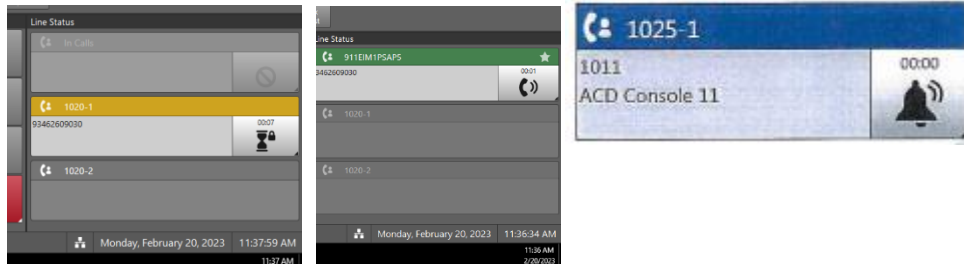 Line Status
In Calls
1020-1
93462609030
00:07
1020-2
Monday, February 20, 2023 11:37:59 AM
11:37 AM
Line Status
911EIM1PSAP5
3462609030
00:01
1020-1
1020-2
Monday, February 20, 2023 11:36:34 AM
11:36 AM
2/20/2023
1025-1
1011
00:00
ACD Console 11